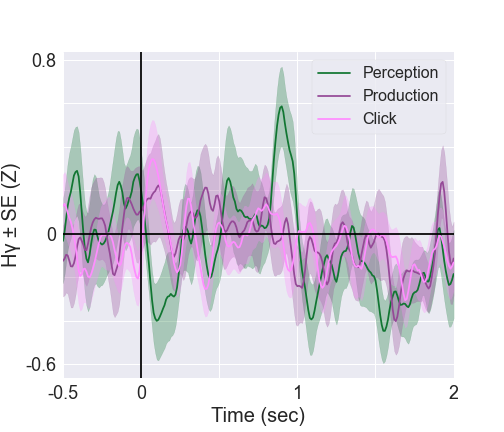 0.8
Perception
Production
Click
Hγ ± SE (Z)
0
-0.6
-0.5
0
1
2
Time (sec)